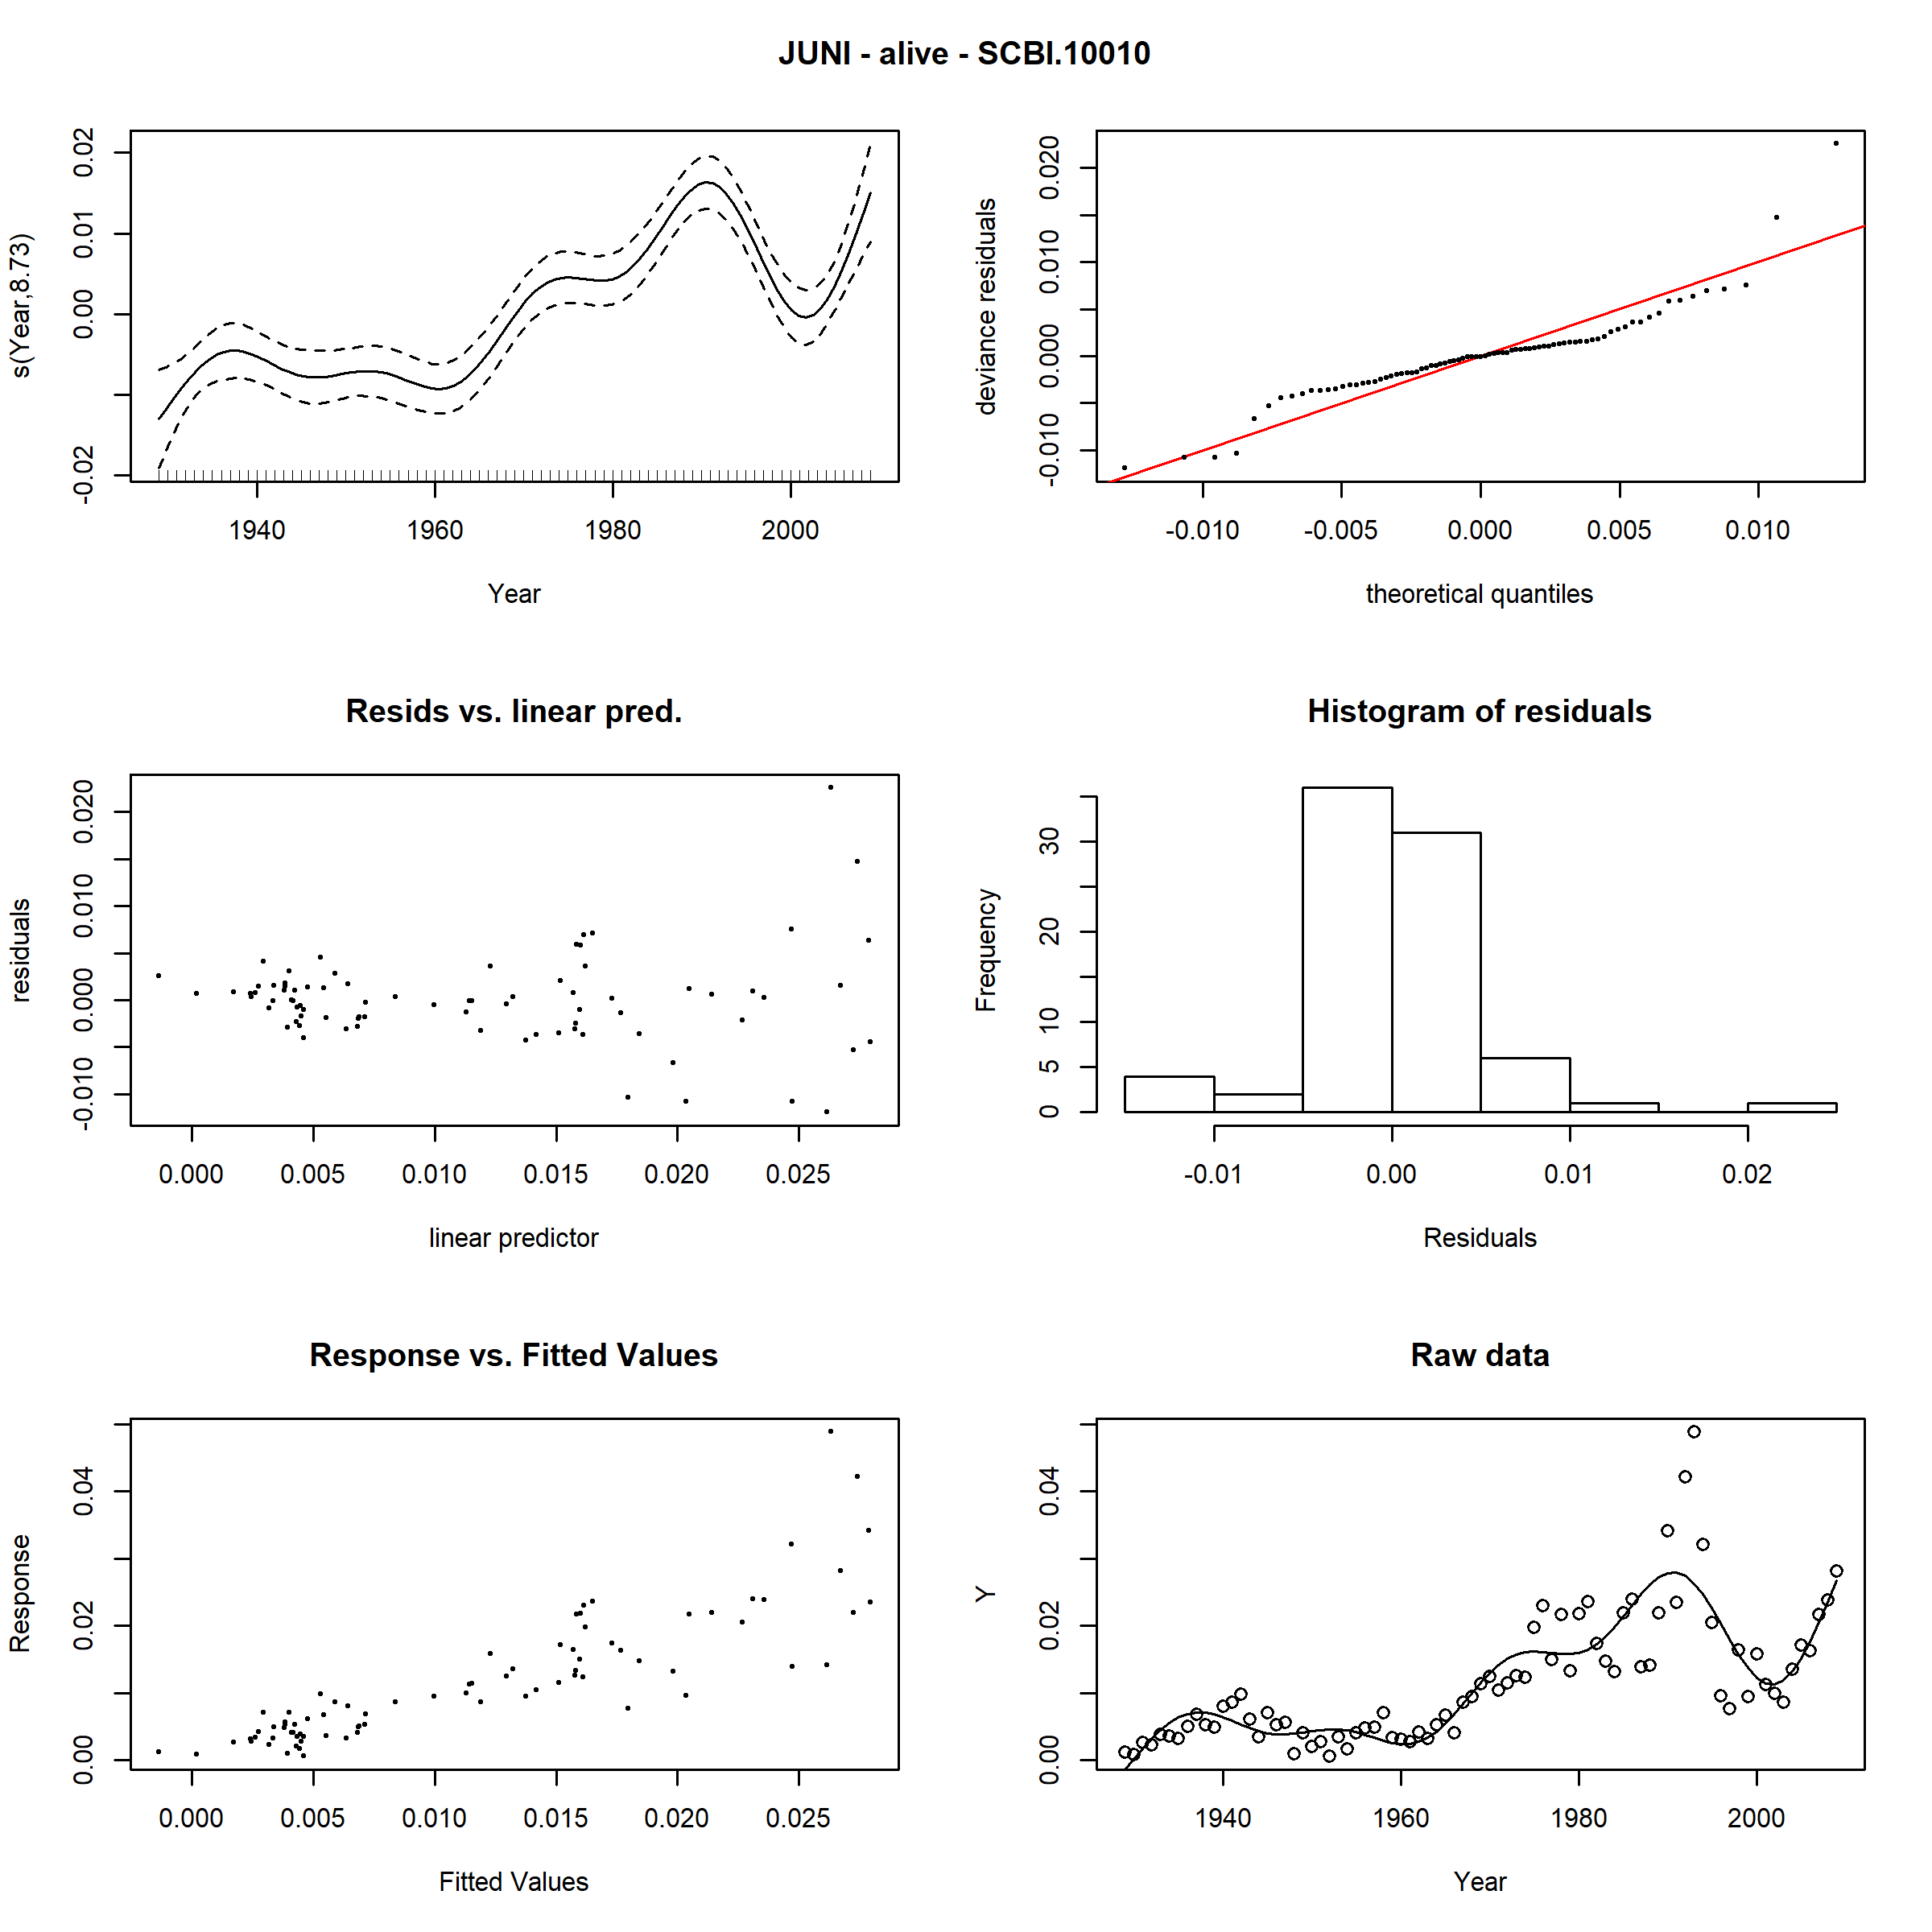 JUNI - alive - SCBI.10010
s(Year,8.73)
0.02
0.01
0.00
-0.02
1940 1960 1980 2000
Year
deviance residuals
0.020
0.010
0.000
-0.010
-0.010 -0.005 0.000 0.005 0.010
theoretical quantiles
Resids vs. linear pred.
residuals
0.020
0.010
0.000
-0.010
0.000 0.005 0.010 0.015 0.020 0.025
linear predictor
Histogram of residuals
Frequency
30
20
10
5
0
-0.01 0.00 0.01 0.02
Residuals
Response vs. Fitted Values
Response
0.04
0.02
0.00
0.000 0.005 0.010 0.015 0.020 0.025
Fitted Values
Raw data
Y
0.04
0.02
0.00
1940 1960 1980 2000
Year